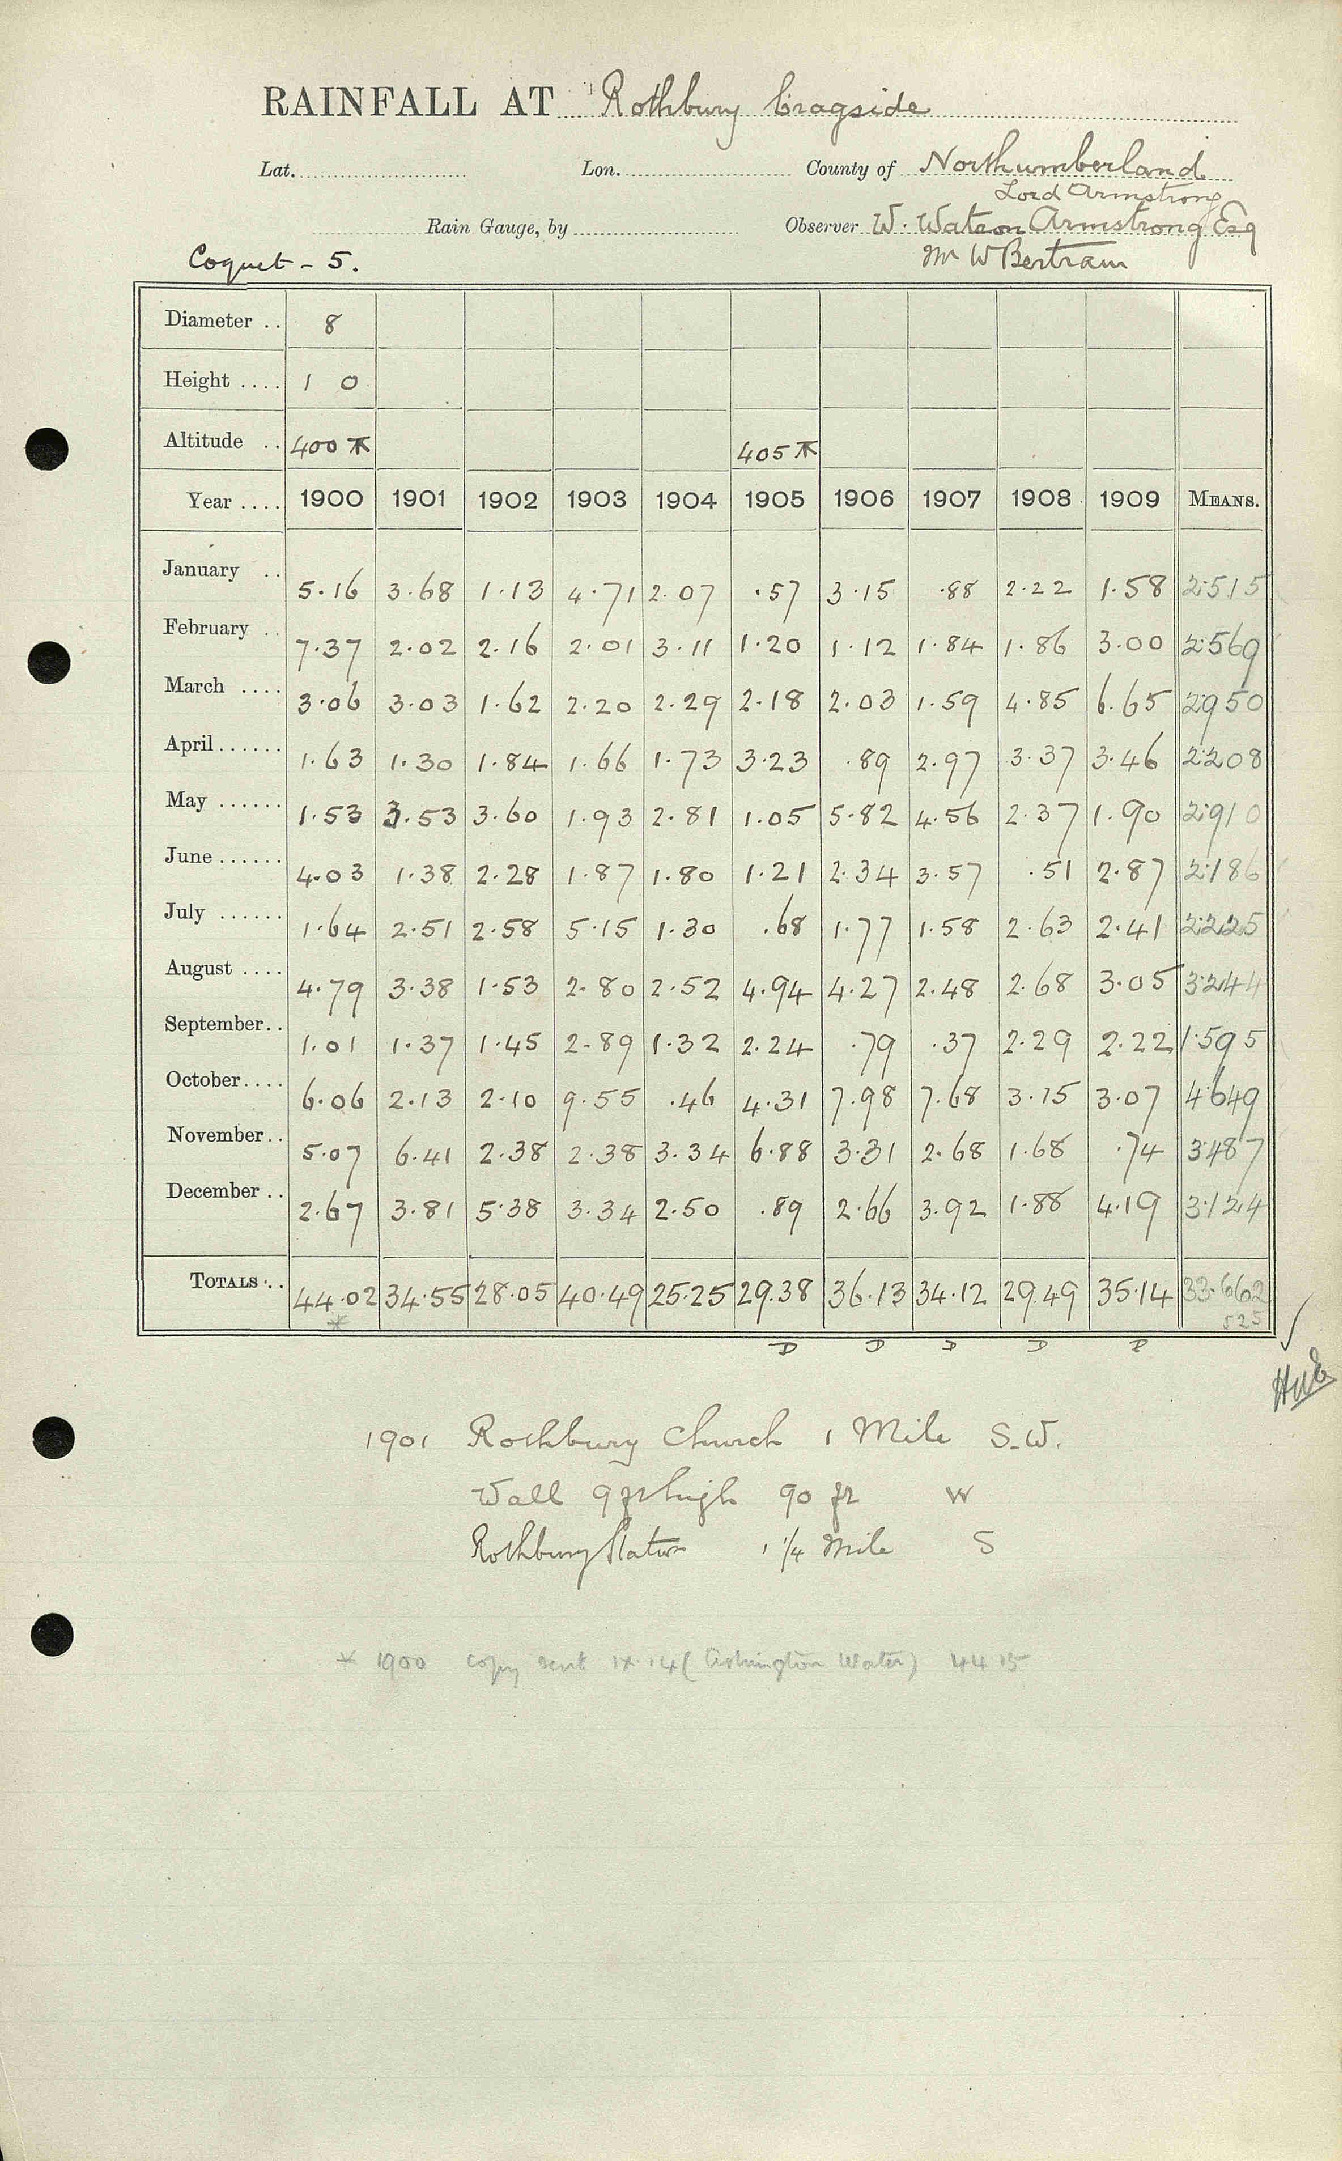 RAINFALL AT Rothbury Cragside
Lat. Lon. County of Northumberland
Lord Armstrong
Rain Gauge, by Observer W. Watson Armstrong Esq
Coquet - 5. Mr W Bertram
Diameter .. 8
Height .... 1 0
Altitude .. 400 ⊼ 405 ⊼
Year .... 1900 1901 1902 1903 1904 1905 1906 1907 1908 1909 MEANS.
January .. 5.16 3.68 1.13 4.71 2.07 .57 3.15 .88 2.22 1.58 2.515
February .. 7.37 2.02 2.16 2.01 3.11 1.20 1.12 1.84 1.86 3.00 2.569
March .... 3.06 3.03 1.62 2.20 2.29 2.18 2.03 1.59 4.85 6.65 2.950
April...... 1.63 1.30 1.84 1.66 1.73 3.23 .89 2.97 3.37 3.46 2.208
May ...... 1.53 3.53 3.60 1.93 2.81 1.05 5.82 4.56 2.37 1.90 2.910
June ...... 4.03 1.38 2.28 1.87 1.80 1.21 2.34 3.57 .51 2.87 2.186
July ...... 1.64 2.51 2.58 5.15 1.30 .68 1.77 1.58 2.63 2.41 2.225
August .... 4.79 3.38 1.53 2.80 2.52 4.94 4.27 2.48 2.68 3.05 3.244
September.. 1.01 1.37 1.45 2.89 1.32 2.24 .79 .37 2.29 2.22 1.595
October.... 6.06 2.13 2.10 9.55 .46 4.31 7.98 7.68 3.15 3.07 4.649
November.. 5.07 6.41 2.38 2.38 3.34 6.88 3.31 2.68 1.68 .74 3.487
December .. 2.67 3.81 5.38 3.34 2.50 .89 2.66 3.92 1.88 4.19 3.124
TOTALS .. 44.02 34.55 28.05 40.49 25.25 29.38 36.13 34.12 29.49 35.14 33.662
* 525
D D D D D
1901 Rothbury Church 1 Mile S.W.
Wall 9 ft high 90 ft W
Rothbury Station 1 1/4 Mile S
* 1900 copy sent IX.14 (Ashington Water) 44 15